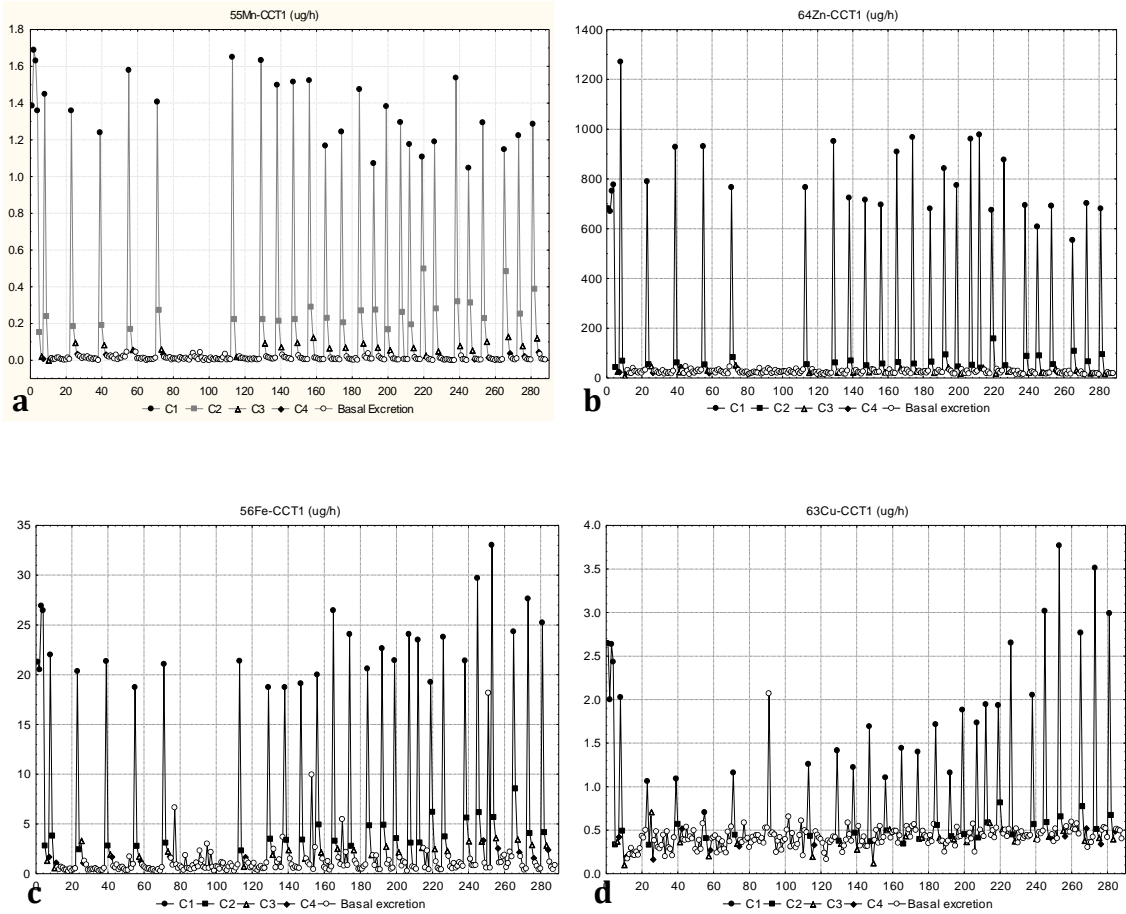 55Mn-CCT1 (ug/h)
1.8
1.6
1.4
1.2
1.0
0.8
0.6
0.4
0.2
0.0
0 20 40 60 80 100 120 140 160 180 200 220 240 260 280
C1 C2 C3 C4 Basal Excretion
a
64Zn-CCT1 (ug/h)
1400
1200
1000
800
600
400
200
0
0 20 40 60 80 100 120 140 160 180 200 220 240 260 280
C1 C2 C3 C4 Basal excretion
b
56Fe-CCT1 (ug/h)
35
30
25
20
15
10
5
0
0 20 40 60 80 100 120 140 160 180 200 220 240 260 280
C1 C2 C3 C4 Basal excretion
c
63Cu-CCT1 (ug/h)
4.0
3.5
3.0
2.5
2.0
1.5
1.0
0.5
0.0
0 20 40 60 80 100 120 140 160 180 200 220 240 260 280
C1 C2 C3 C4 Basal excretion
d